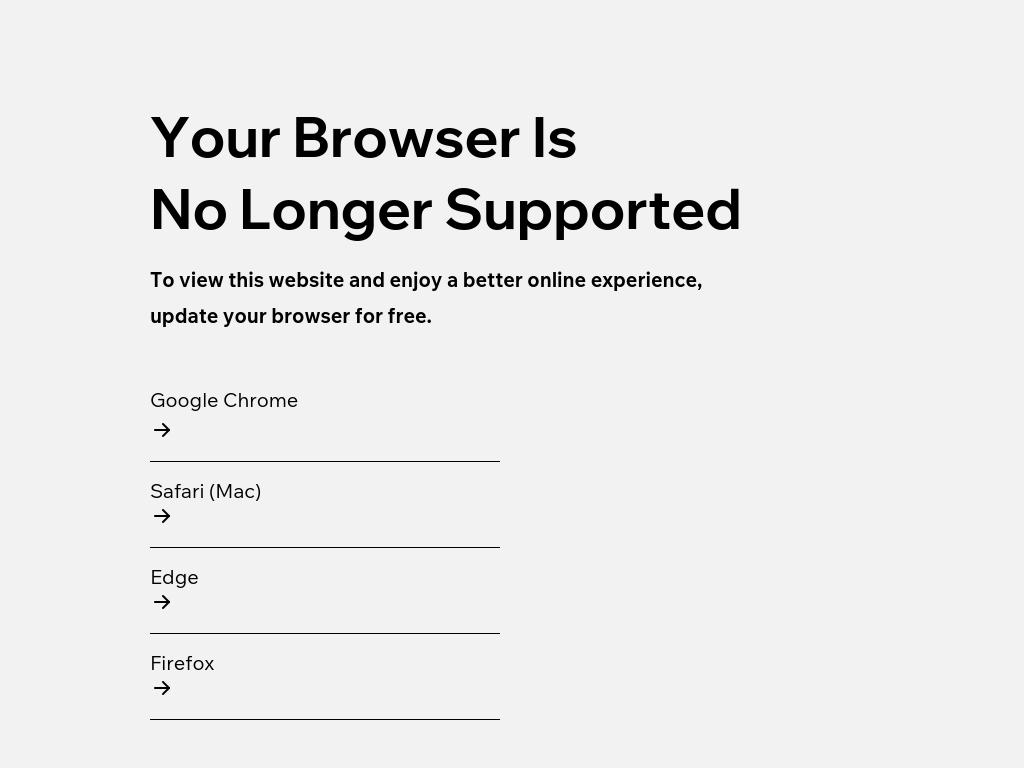 Your Browser Is
No Longer Supported
To view this website and enjoy a better online experience,
update your browser for free.
Google Chrome
Safari (Mac)
Edge
Firefox